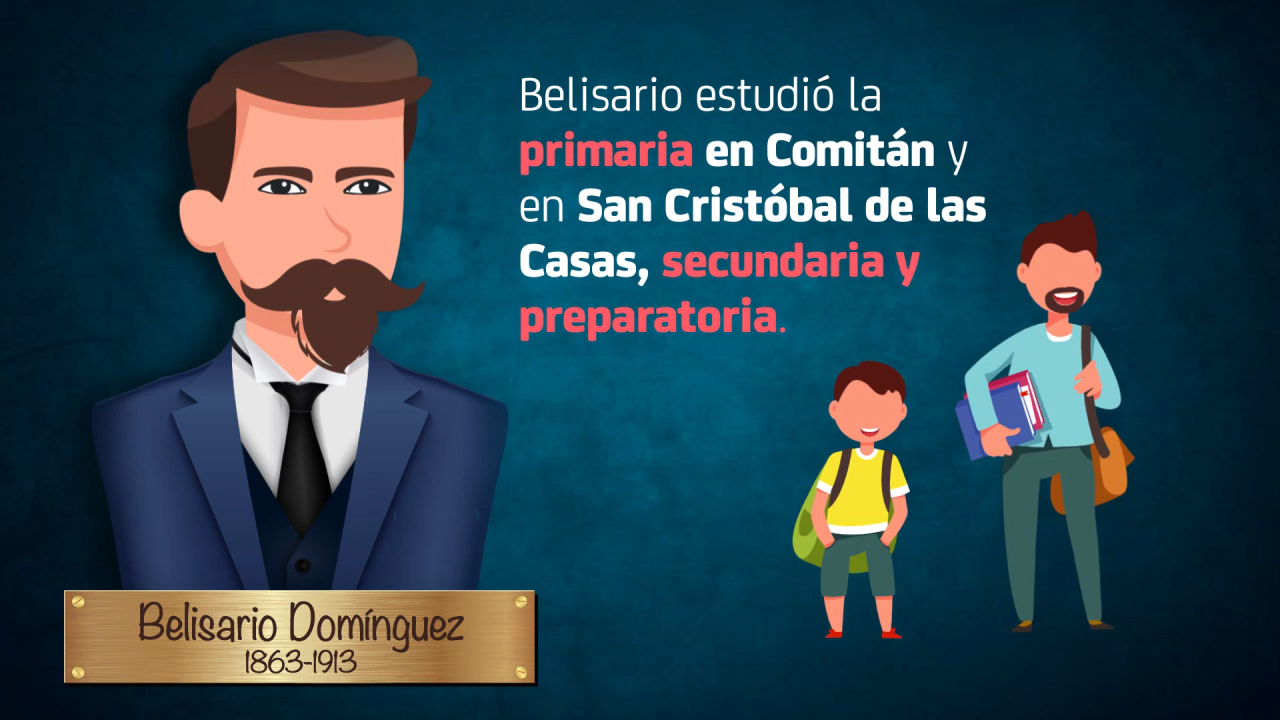 Belisario estudió la
primaria en Comitán y
en San Cristóbal de las
Casas, secundaria y
preparatoria.
Belisario Domínguez
1863-1913